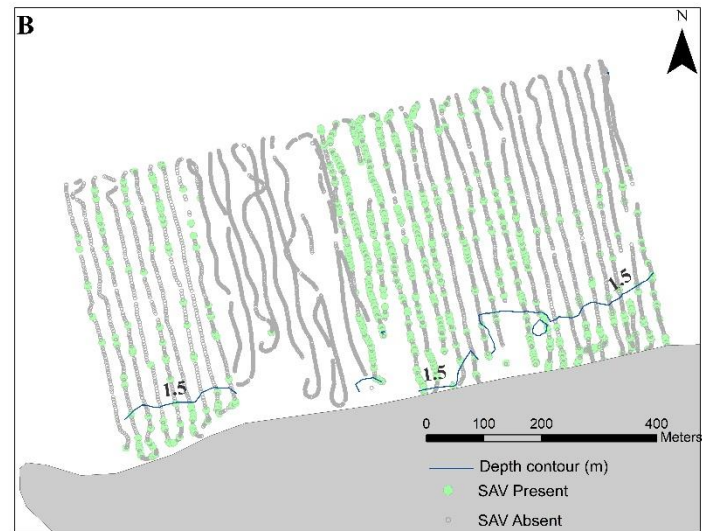 B
N
1.5
1.5
1.5
0 100 200 400
Meters
Depth contour (m)
SAV Present
SAV Absent